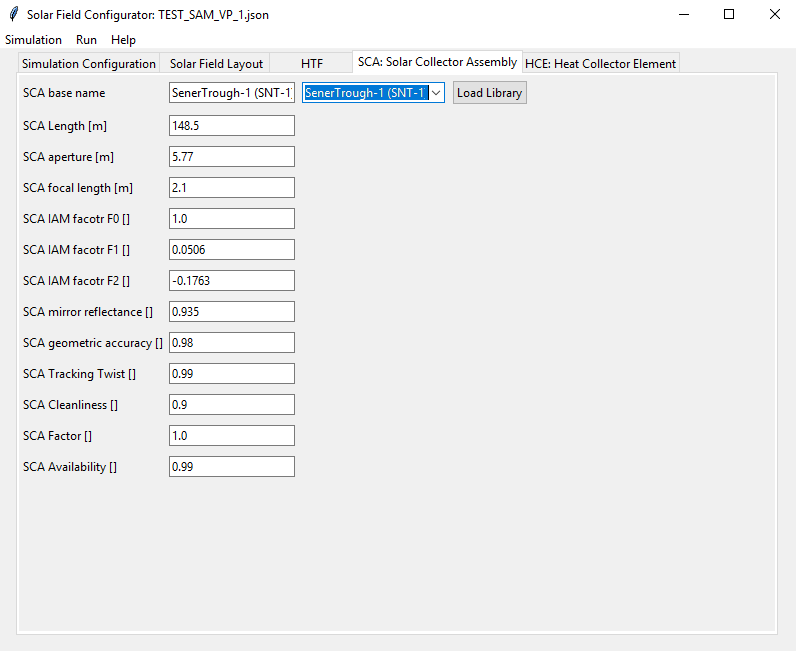 Solar Field Configurator: TEST_SAM_VP_1.json
Simulation Run Help
Simulation Configuration Solar Field Layout HTF SCA: Solar Collector Assembly HCE: Heat Collector Element
SCA base name SenerTrough-1 (SNT-1) SenerTrough-1 (SNT-1 Load Library
SCA Length [m] 148.5
SCA aperture [m] 5.77
SCA focal length [m] 2.1
SCA IAM facotr F0 [] 1.0
SCA IAM facotr F1 [] 0.0506
SCA IAM facotr F2 [] -0.1763
SCA mirror reflectance [] 0.935
SCA geometric accuracy [] 0.98
SCA Tracking Twist [] 0.99
SCA Cleanliness [] 0.9
SCA Factor [] 1.0
SCA Availability [] 0.99